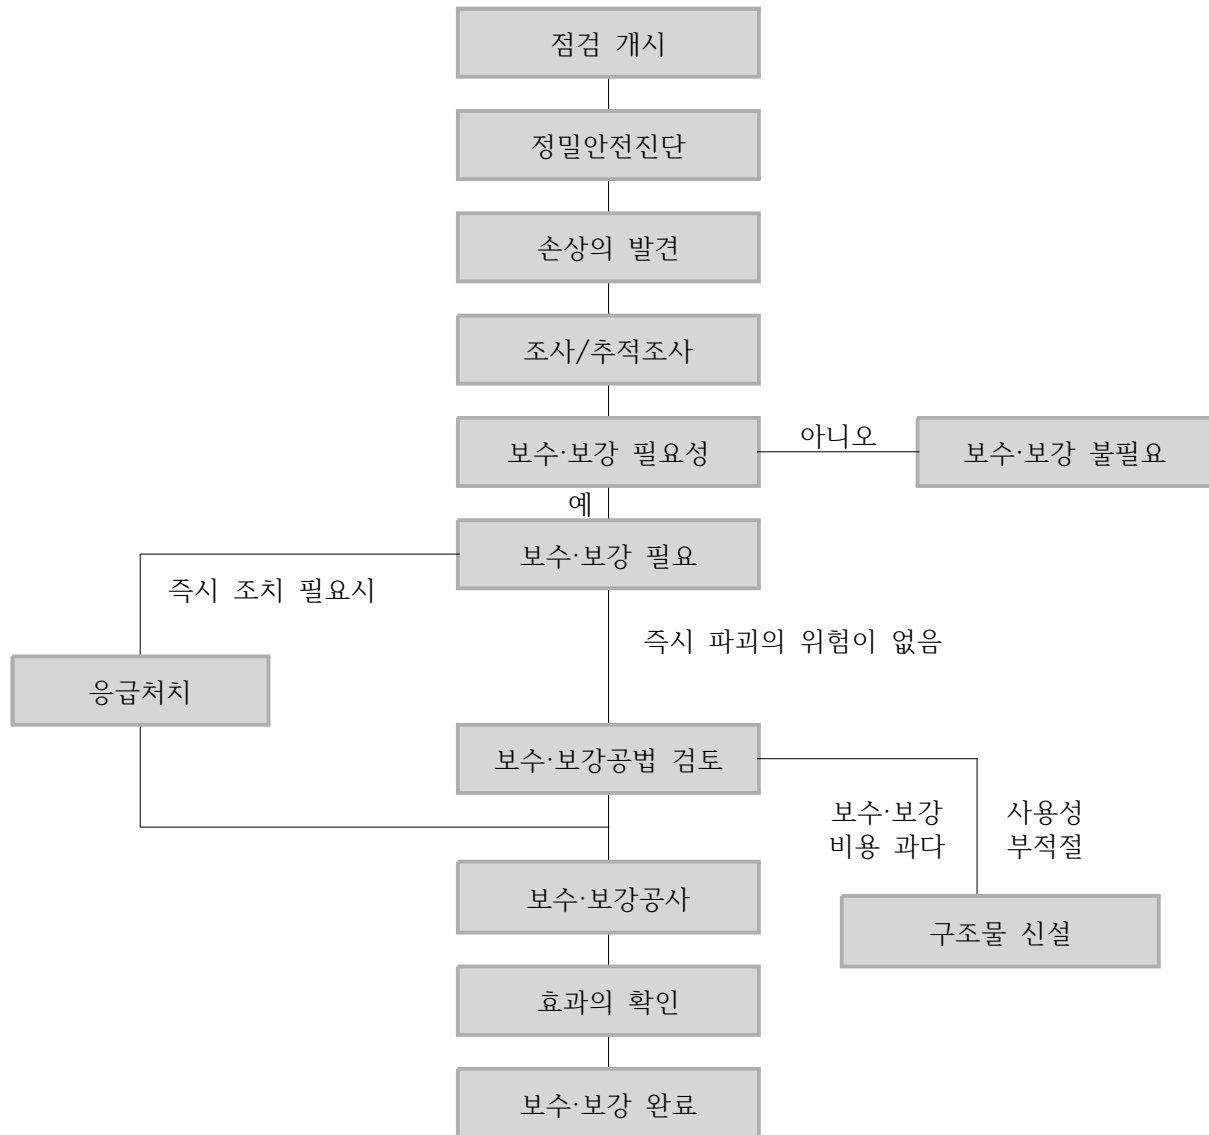 점검 개시
정밀안전진단
손상의 발견
조사/추적조사
보수·보강 필요성
아니오
보수·보강 불필요
예
보수·보강 필요
즉시 조치 필요시
즉시 파괴의 위험이 없음
응급처치
보수·보강공법 검토
보수·보강
비용 과다
사용성
부적절
보수·보강공사
구조물 신설
효과의 확인
보수·보강 완료